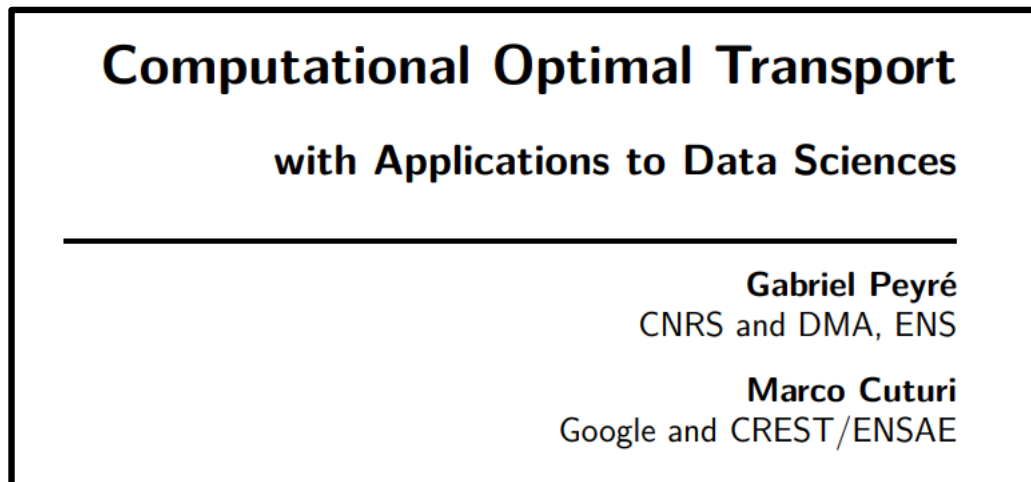 Computational Optimal Transport
with Applications to Data Sciences
Gabriel Peyré
CNRS and DMA, ENS
Marco Cuturi
Google and CREST/ENSAE